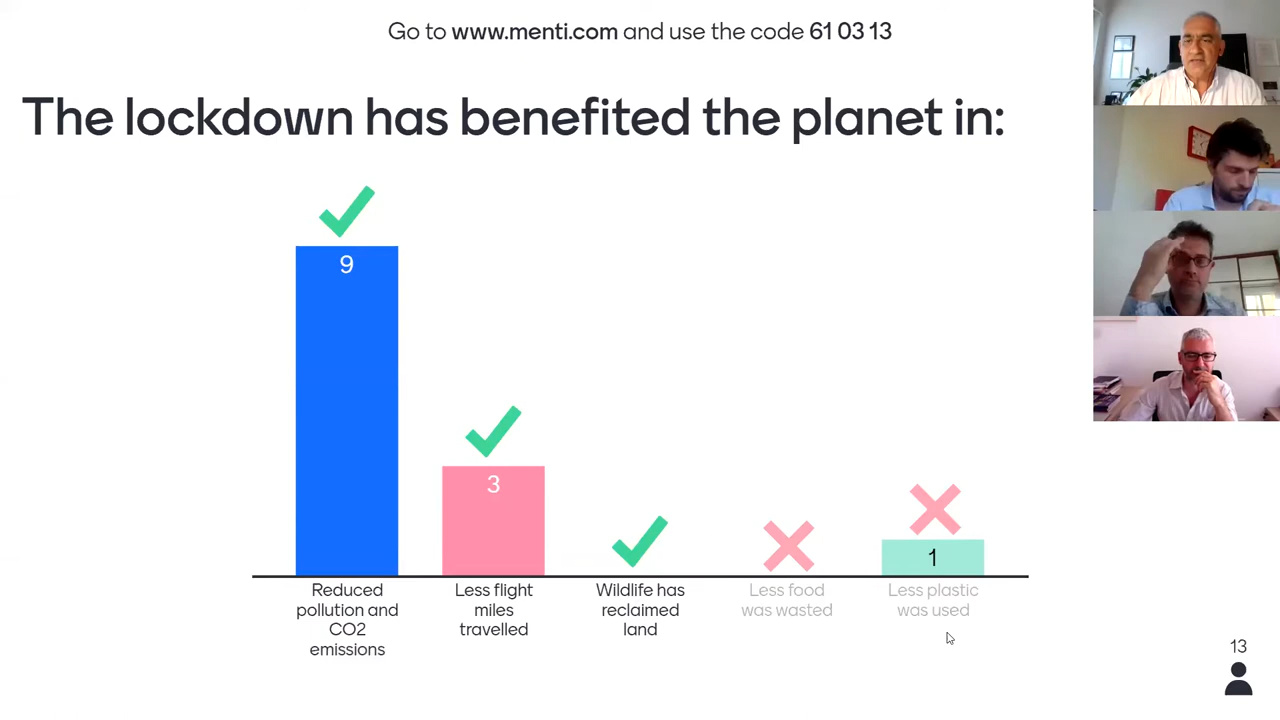 Go to www.menti.com and use the code 61 03 13
The lockdown has benefited the planet in:
9
3
1
Reduced
pollution and
CO2
emissions
Less flight
miles
travelled
Wildlife has
reclaimed
land
Less food
was wasted
Less plastic
was used
13